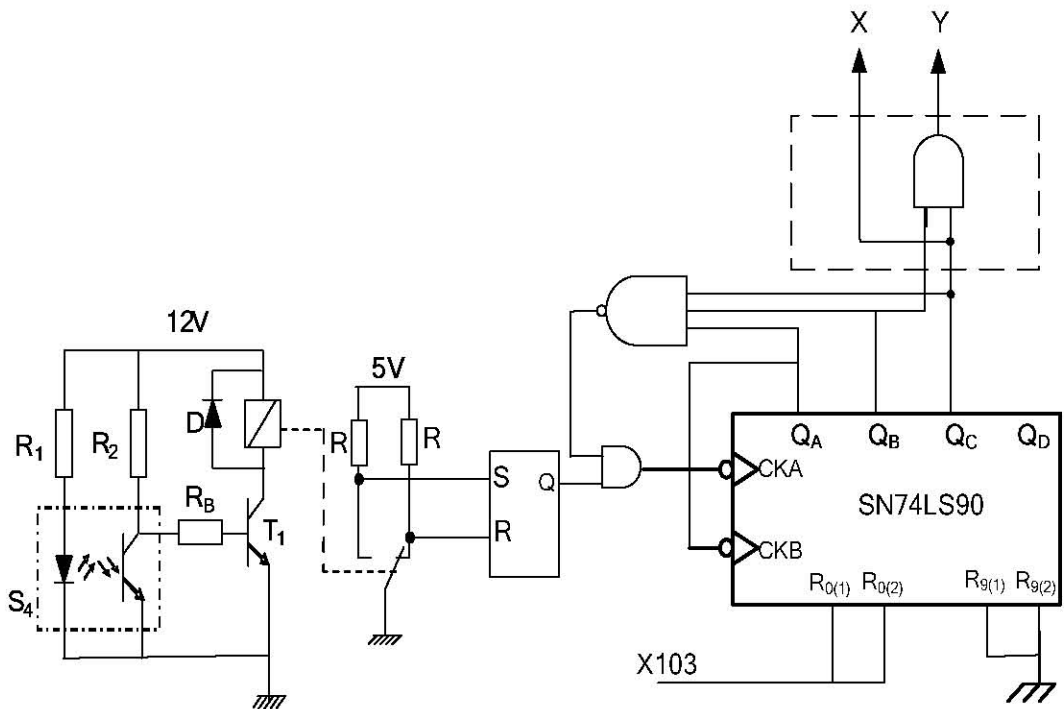 X Y
12V
5V
R₁ R₂ D R R
R_B T₁
S₄
S Q
R
Q_A Q_B Q_C Q_D
CKA
SN74LS90
CKB
R₀₍₁₎ R₀₍₂₎ R₉₍₁₎ R₉₍₂₎
X103